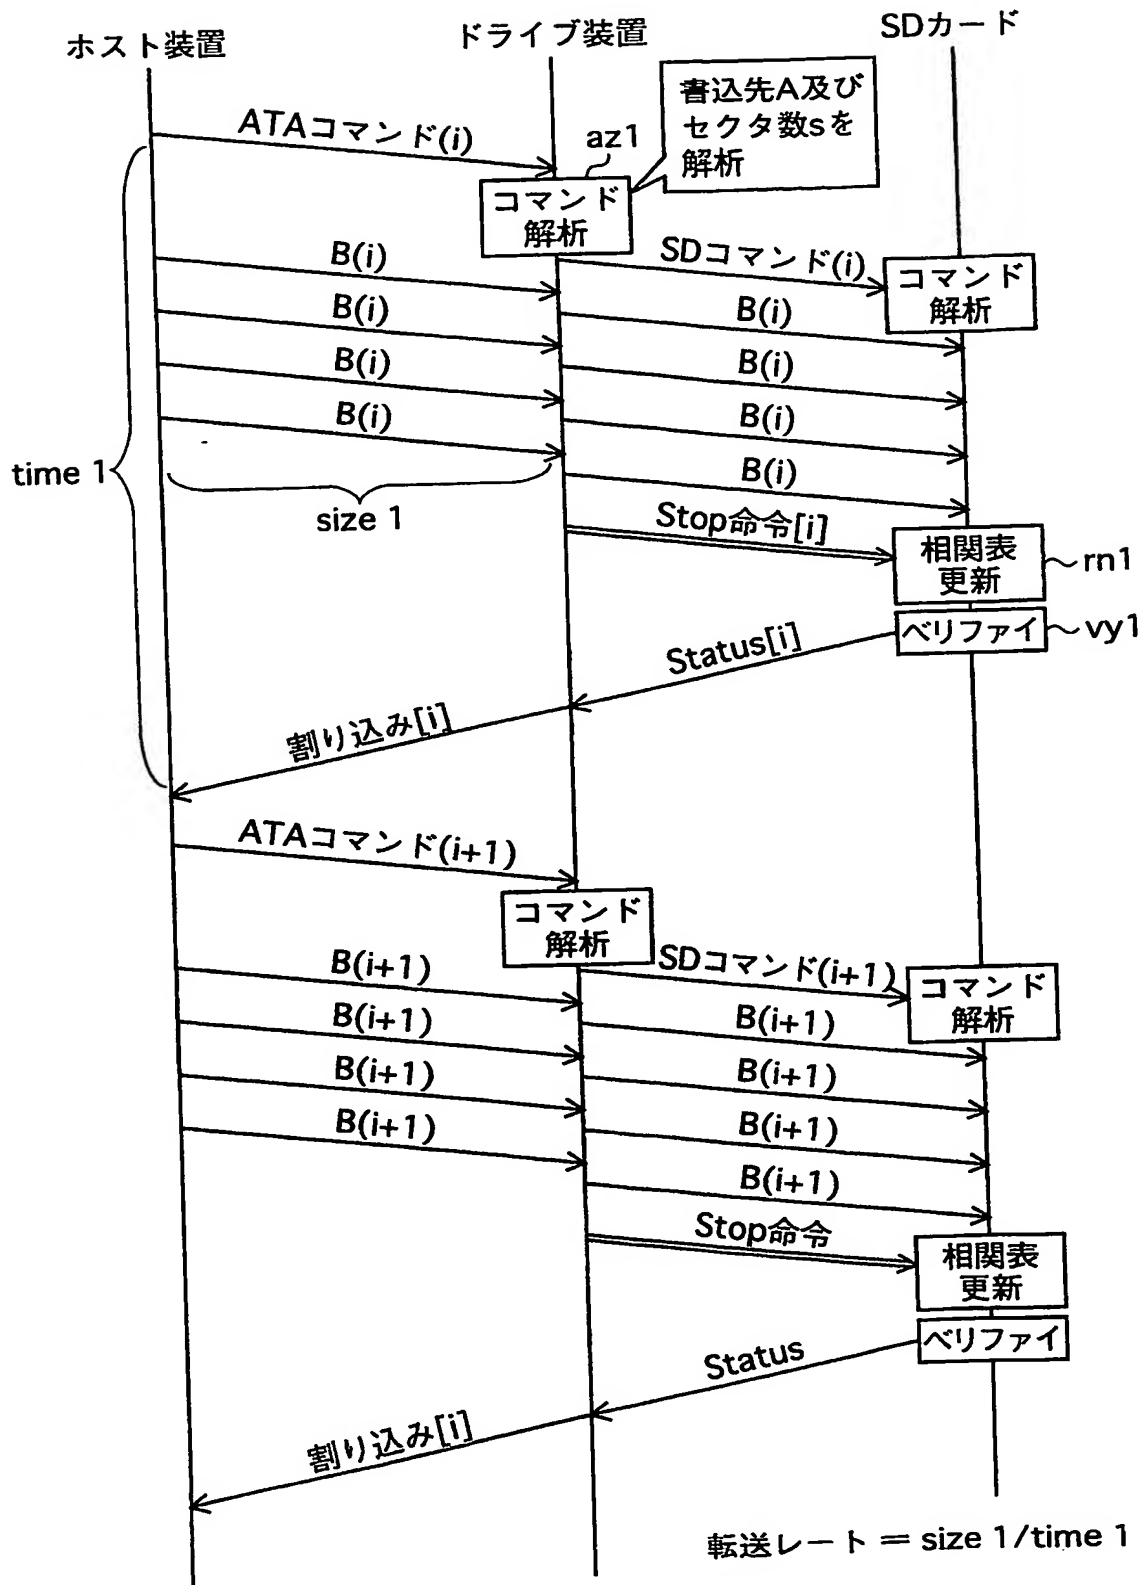 ホスト装置
ドライブ装置
SDカード
書込先A及び
セクタ数sを
解析
ATAコマンド(i)
az1
コマンド
解析
B(i)
SDコマンド(i)
コマンド
解析
B(i)
B(i)
B(i)
B(i)
B(i)
B(i)
B(i)
time 1
size 1
Stop命令[i]
相関表
更新
rn1
ベリファイ
vy1
Status[i]
割り込み[i]
ATAコマンド(i+1)
コマンド
解析
B(i+1)
SDコマンド(i+1)
コマンド
解析
B(i+1)
B(i+1)
B(i+1)
B(i+1)
B(i+1)
B(i+1)
B(i+1)
Stop命令
相関表
更新
ベリファイ
Status
割り込み[i]
転送レート = size 1/time 1